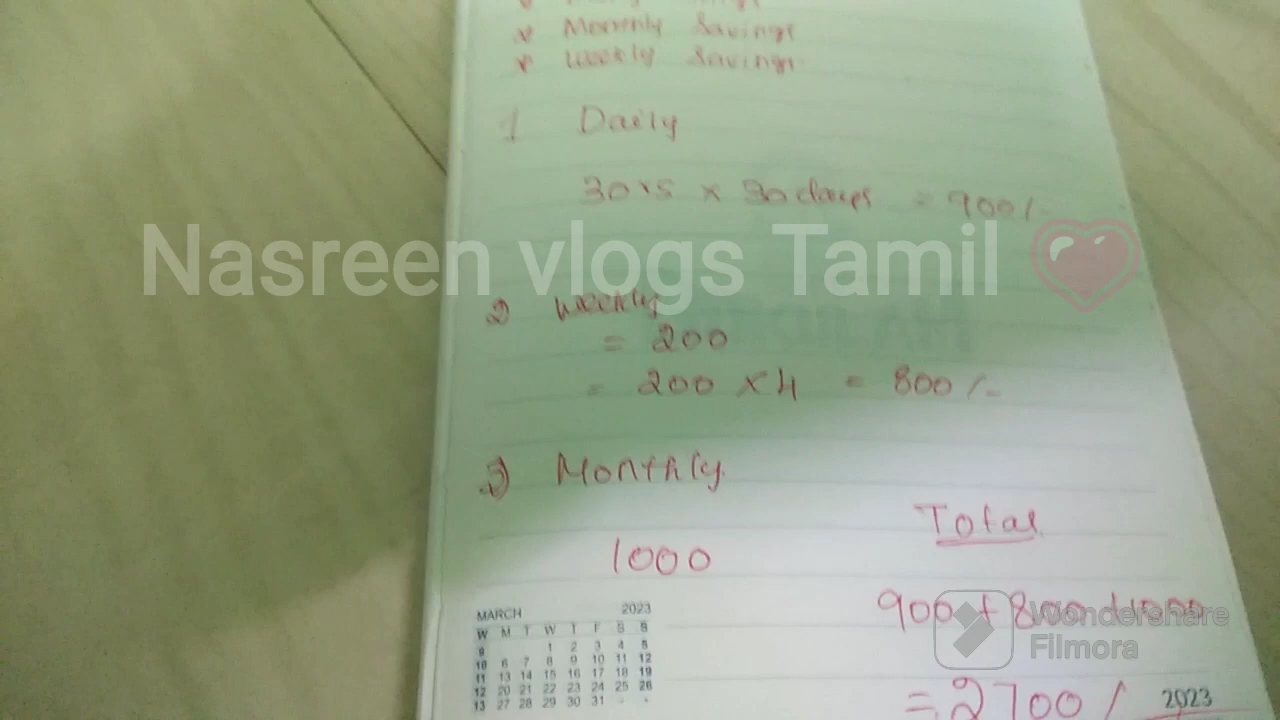 * Monthly Savings
* Weekly Savings
1 Daily
30rs × 30days = 900/-
Nasreen vlogs Tamil
2) Weekly
= 200
= 200 × 4 = 800/-
3) Monthly.
1000
Total
900 + 800 + 1000
Wondershare
Filmora
= 2700/
MARCH 2023
W M T W T F S S
9 1 2 3 4 5
10 6 7 8 9 10 11 12
11 13 14 15 16 17 18 19
12 20 21 22 23 24 25 26
13 27 28 29 30 31 - -
2023